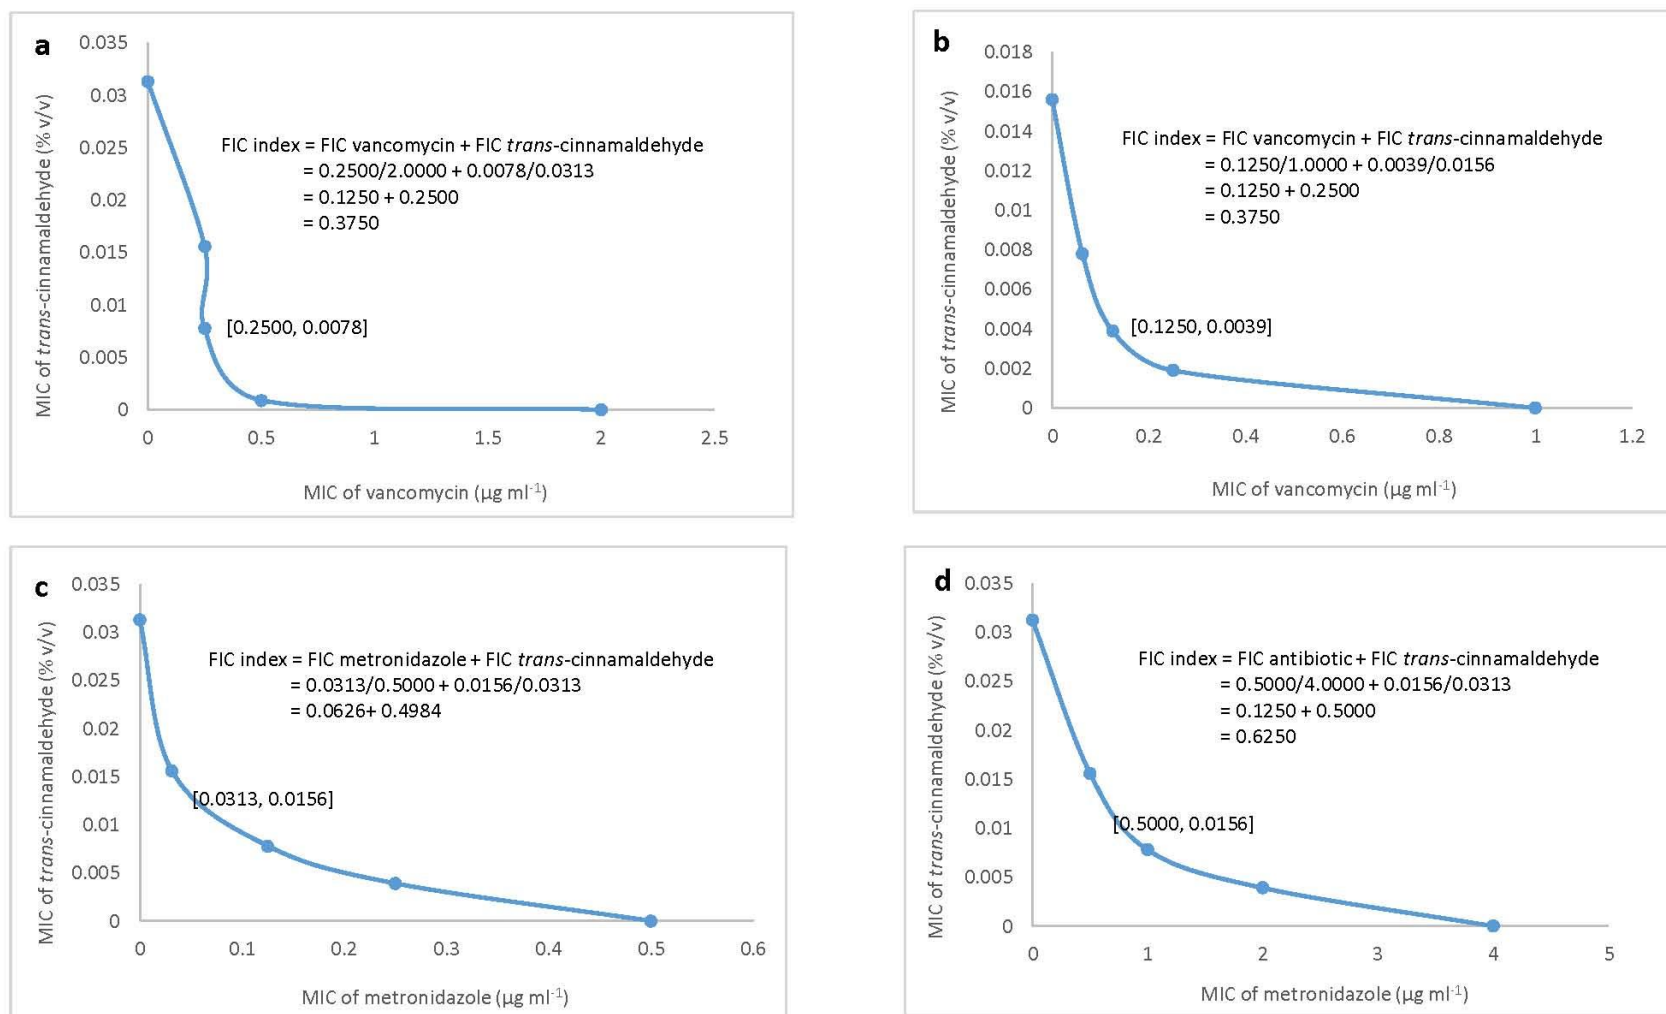 a
MIC of trans-cinnamaldehyde (% v/v)
0.035
0.03
0.025
0.02
0.015
0.01
0.005
0
FIC index = FIC vancomycin + FIC trans-cinnamaldehyde
= 0.2500/2.0000 + 0.0078/0.0313
= 0.1250 + 0.2500
= 0.3750
[0.2500, 0.0078]
0 0.5 1 1.5 2 2.5
MIC of vancomycin (µg ml⁻¹)
b
MIC of trans-cinnamaldehyde (% v/v)
0.018
0.016
0.014
0.012
0.01
0.008
0.006
0.004
0.002
0
FIC index = FIC vancomycin + FIC trans-cinnamaldehyde
= 0.1250/1.0000 + 0.0039/0.0156
= 0.1250 + 0.2500
= 0.3750
[0.1250, 0.0039]
0 0.2 0.4 0.6 0.8 1 1.2
MIC of vancomycin (µg ml⁻¹)
c
MIC of trans-cinnamaldehyde (% v/v)
0.035
0.03
0.025
0.02
0.015
0.01
0.005
0
FIC index = FIC metronidazole + FIC trans-cinnamaldehyde
= 0.0313/0.5000 + 0.0156/0.0313
= 0.0626+ 0.4984
[0.0313, 0.0156]
0 0.1 0.2 0.3 0.4 0.5 0.6
MIC of metronidazole (µg ml⁻¹)
d
MIC of trans-cinnamaldehyde (% v/v)
0.035
0.03
0.025
0.02
0.015
0.01
0.005
0
FIC index = FIC antibiotic + FIC trans-cinnamaldehyde
= 0.5000/4.0000 + 0.0156/0.0313
= 0.1250 + 0.5000
= 0.6250
[0.5000, 0.0156]
0 1 2 3 4 5
MIC of metronidazole (µg ml⁻¹)